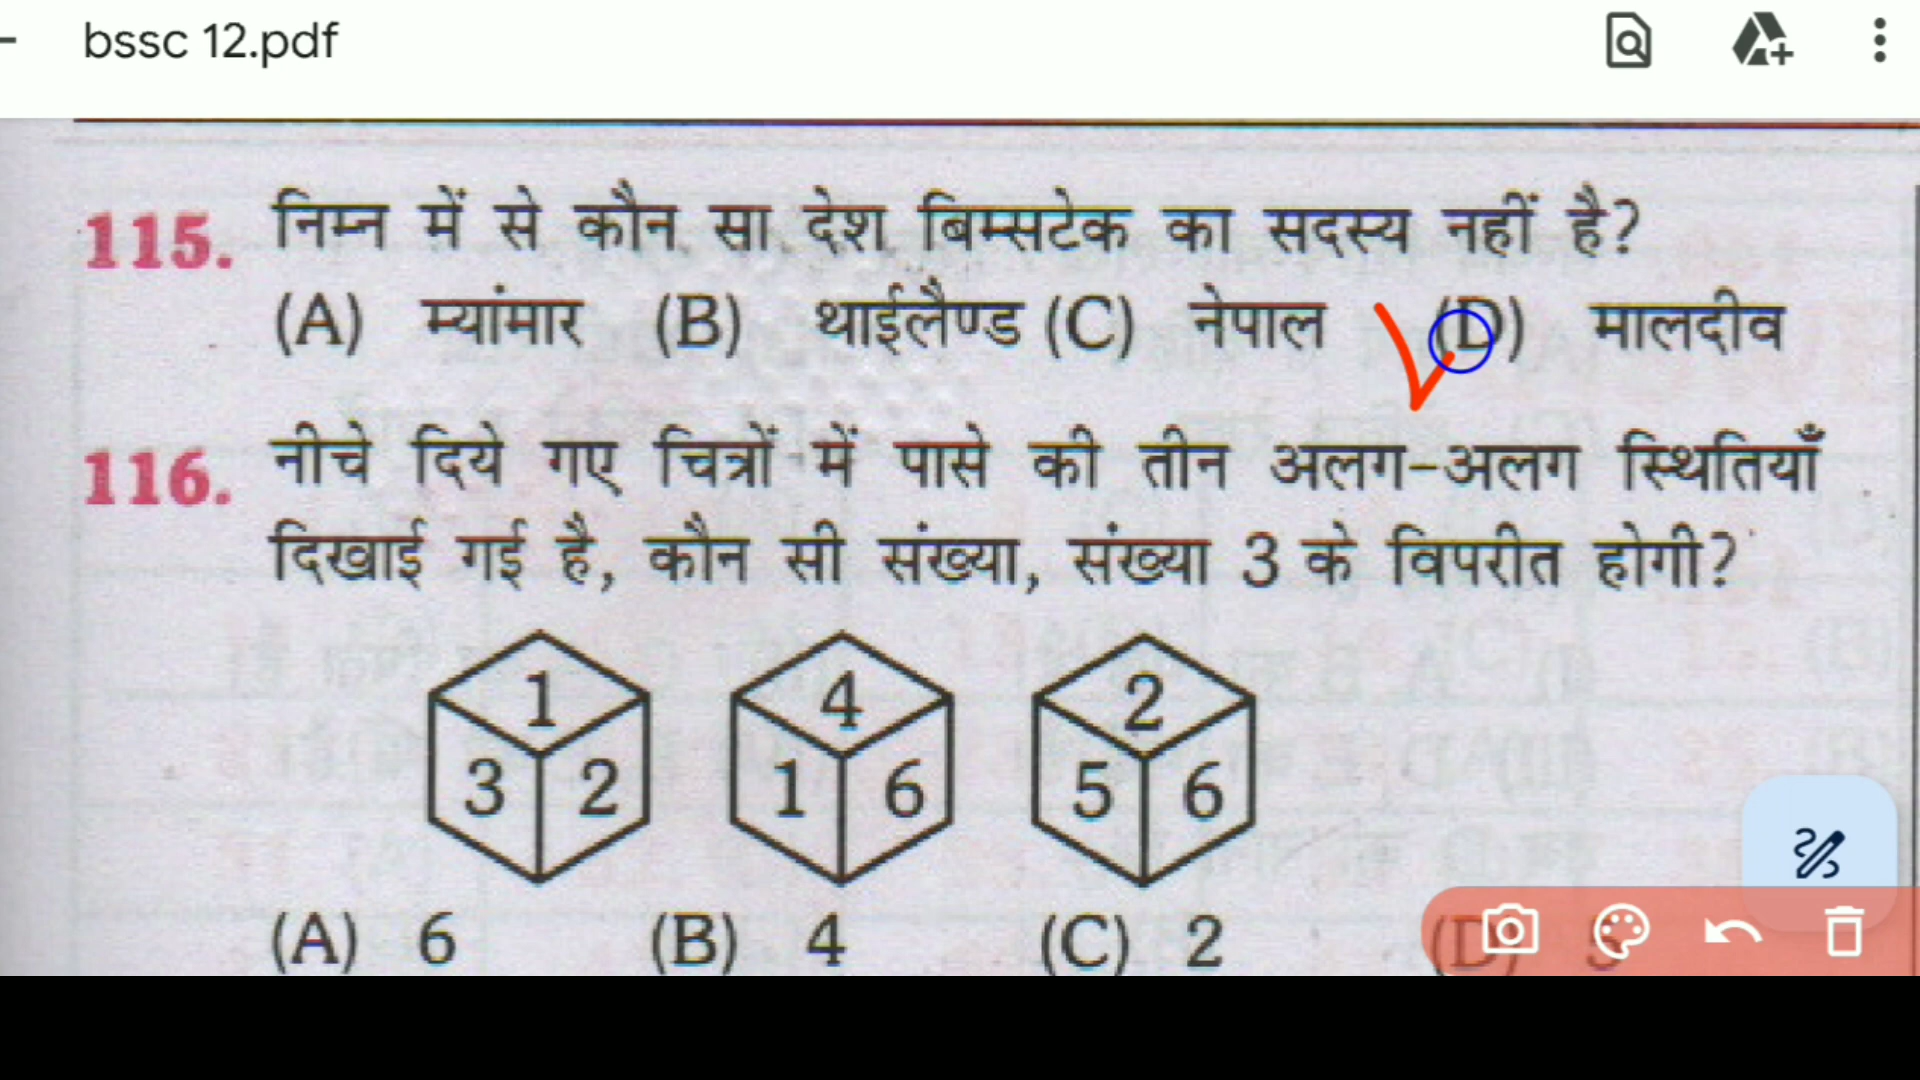 bssc 12.pdf
115. निम्न में से कौन सा देश बिम्सटेक का सदस्य नहीं है?
(A) म्यांमार (B) थाईलैण्ड (C) नेपाल (D) मालदीव
116. नीचे दिये गए चित्रों में पासे की तीन अलग-अलग स्थितियाँ
दिखाई गई है, कौन सी संख्या, संख्या 3 के विपरीत होगी?
1 4 2
3 2 1 6 5 6
(A) 6 (B) 4 (C) 2 (D) 5